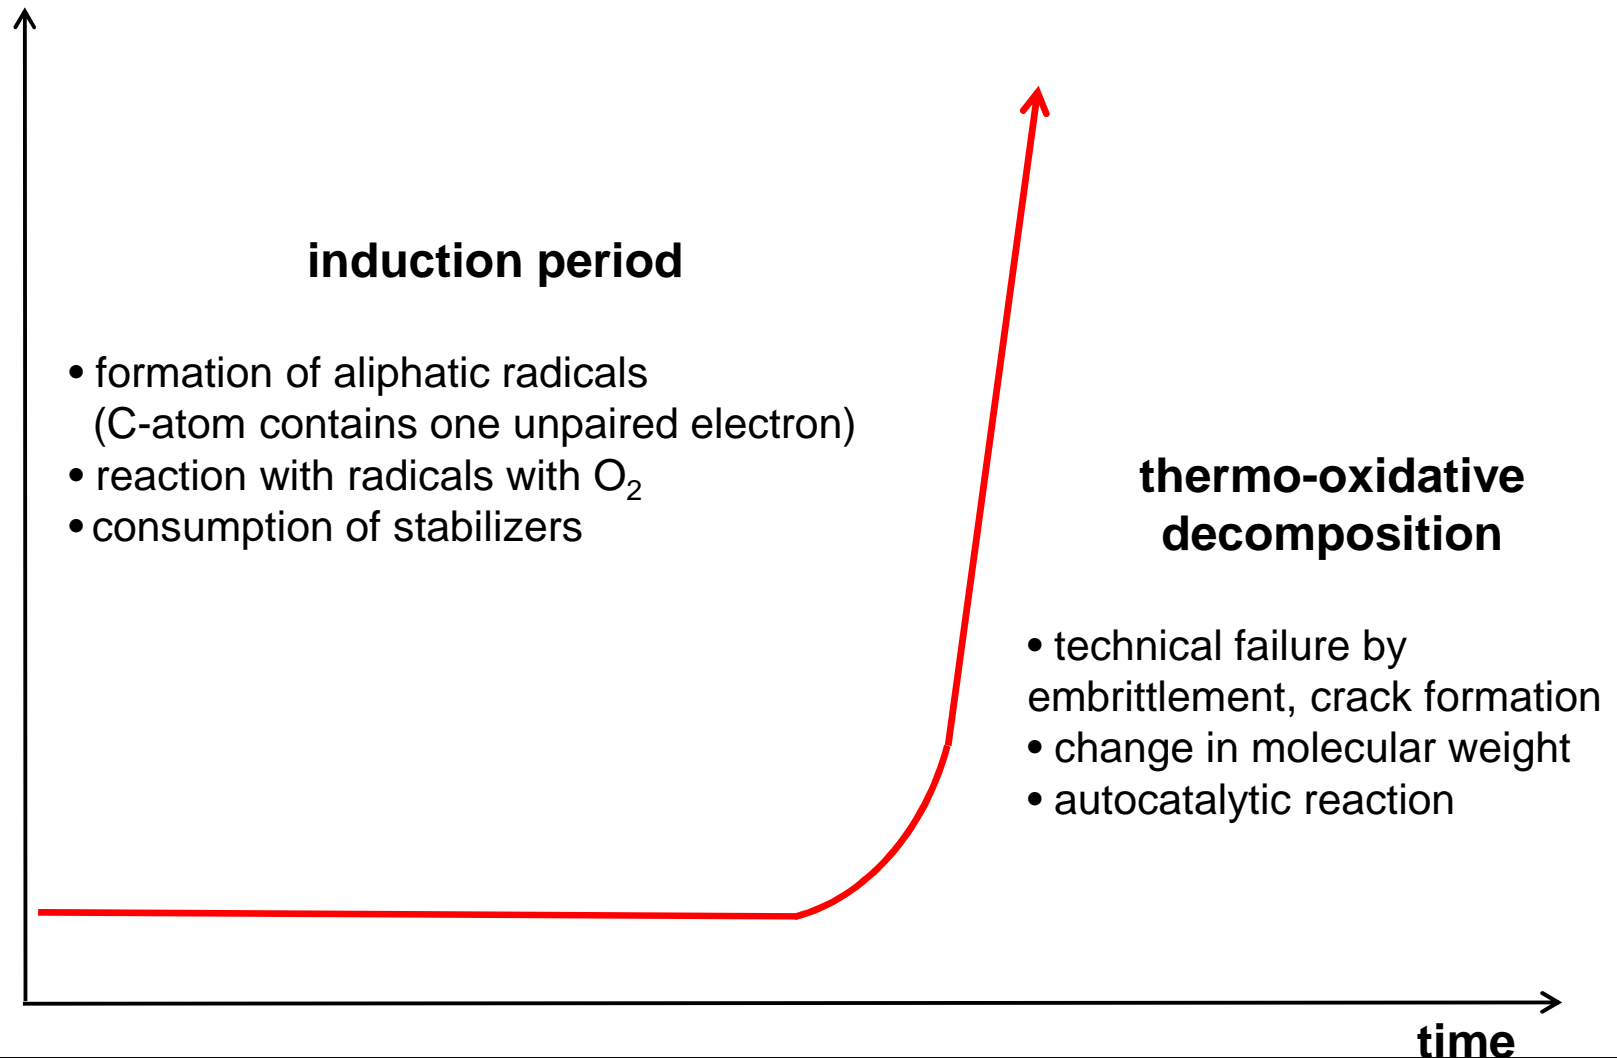 induction period
• formation of aliphatic radicals
(C-atom contains one unpaired electron)
• reaction with radicals with O₂
• consumption of stabilizers
thermo-oxidative
decomposition
• technical failure by
embrittlement, crack formation
• change in molecular weight
• autocatalytic reaction
time